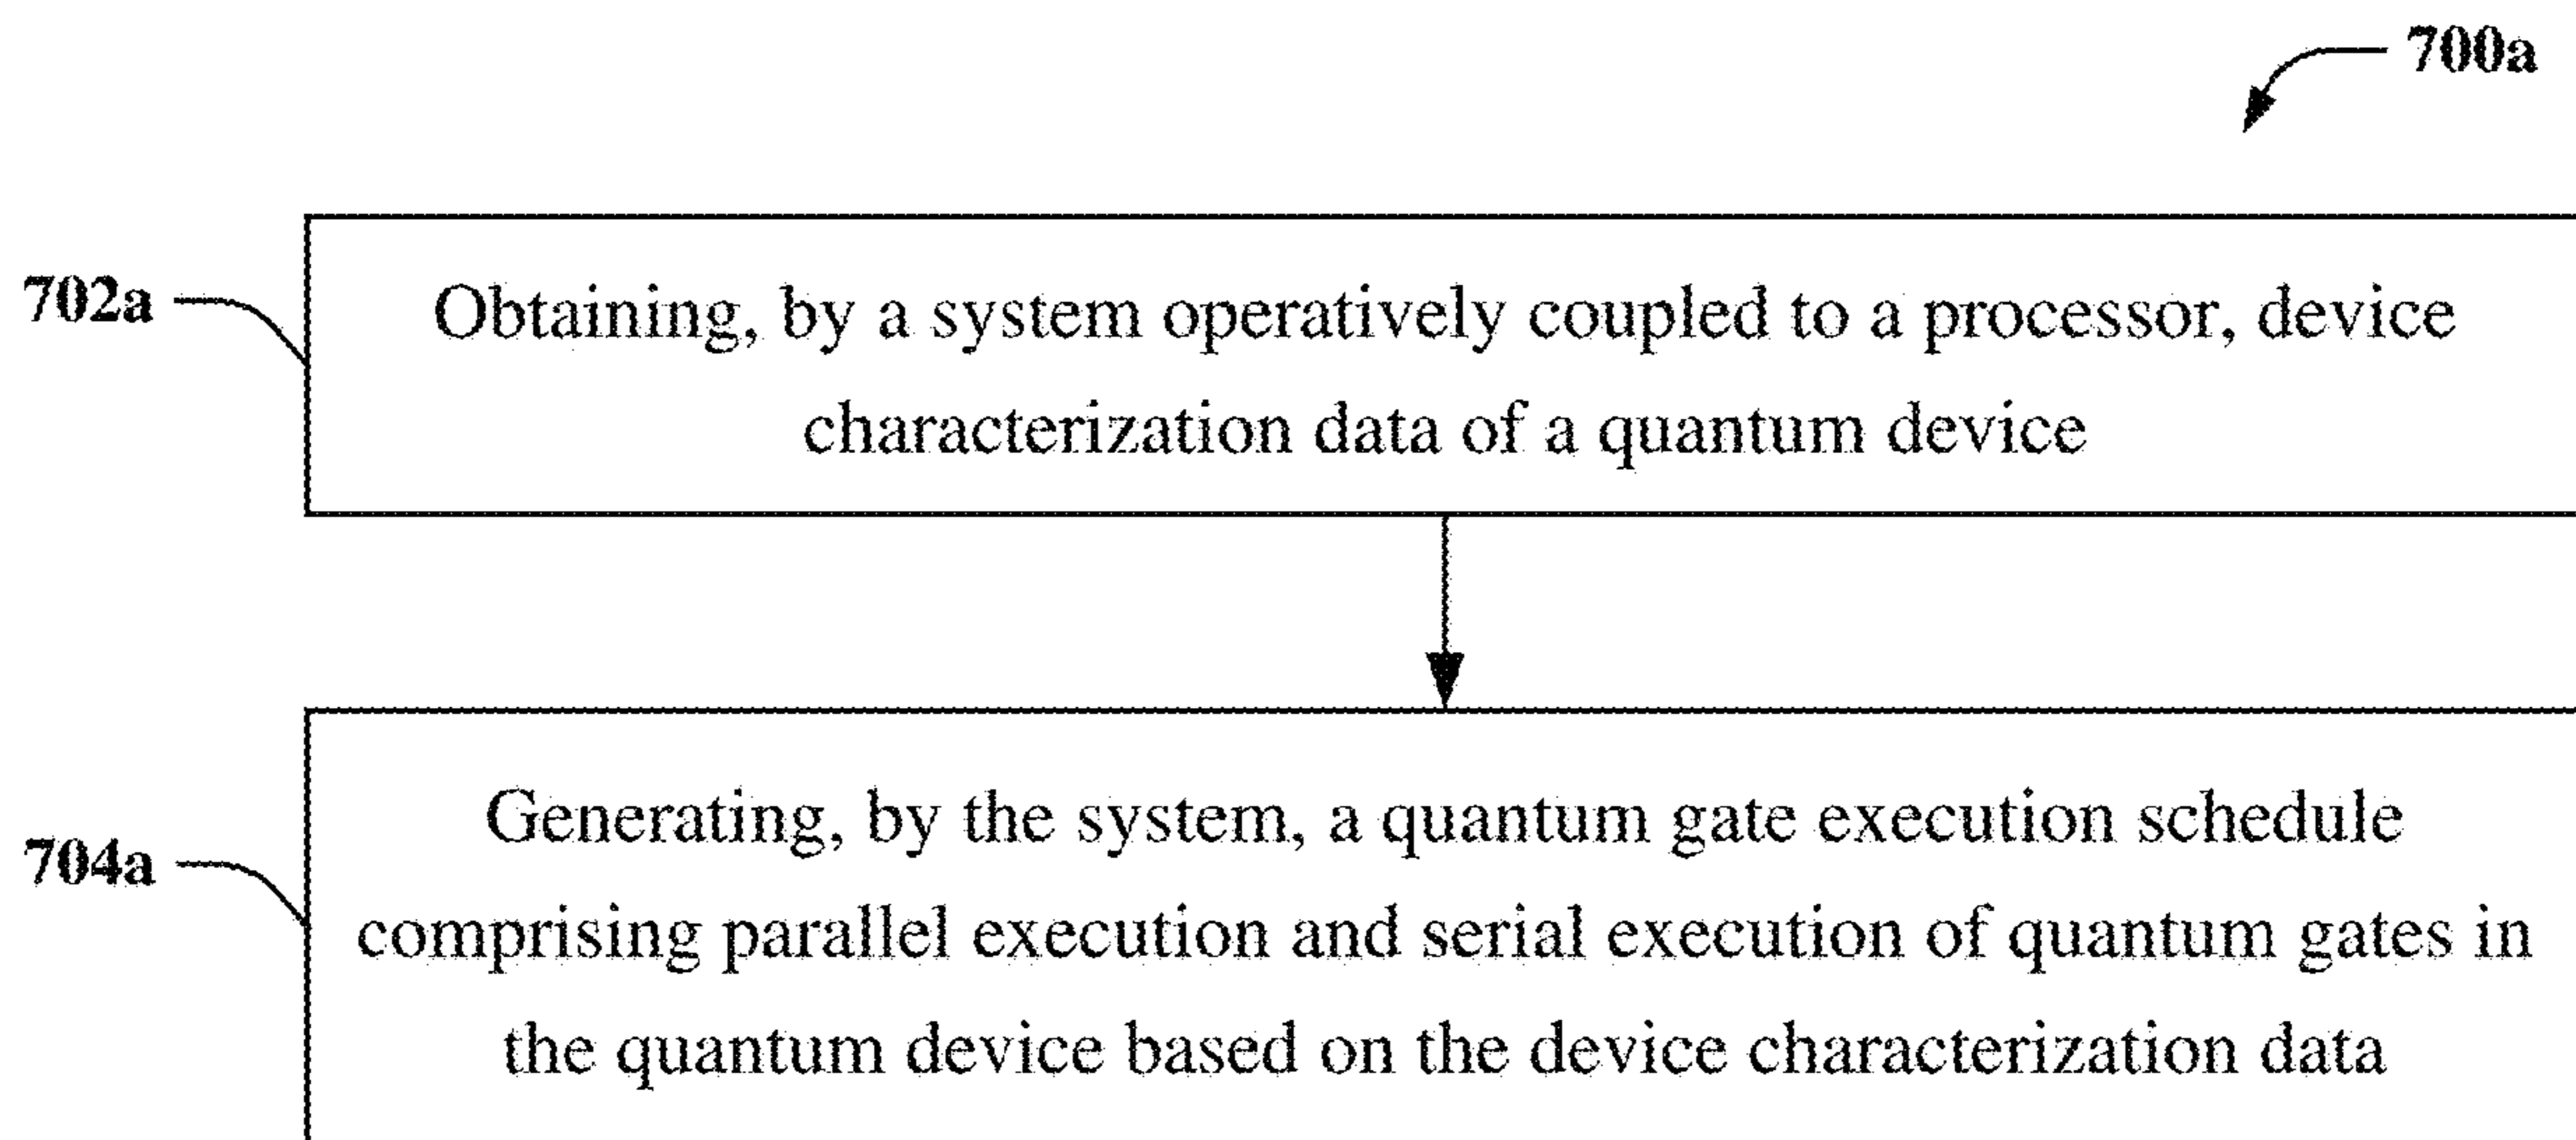 700a
702a
Obtaining, by a system operatively coupled to a processor, device
characterization data of a quantum device
704a
Generating, by the system, a quantum gate execution schedule
comprising parallel execution and serial execution of quantum gates in
the quantum device based on the device characterization data